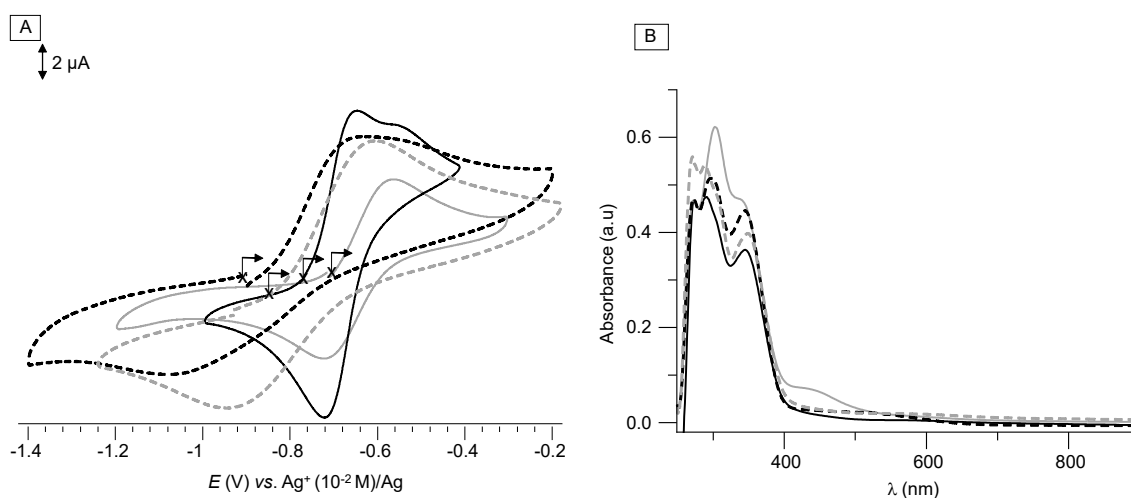 A
2 µA
-1.4 -1.2 -1 -0.8 -0.6 -0.4 -0.2
E (V) vs. Ag⁺ (10⁻² M)/Ag
x x x x
B
0.6
0.4
0.2
0.0
Absorbance (a.u)
400 600 800
λ (nm)